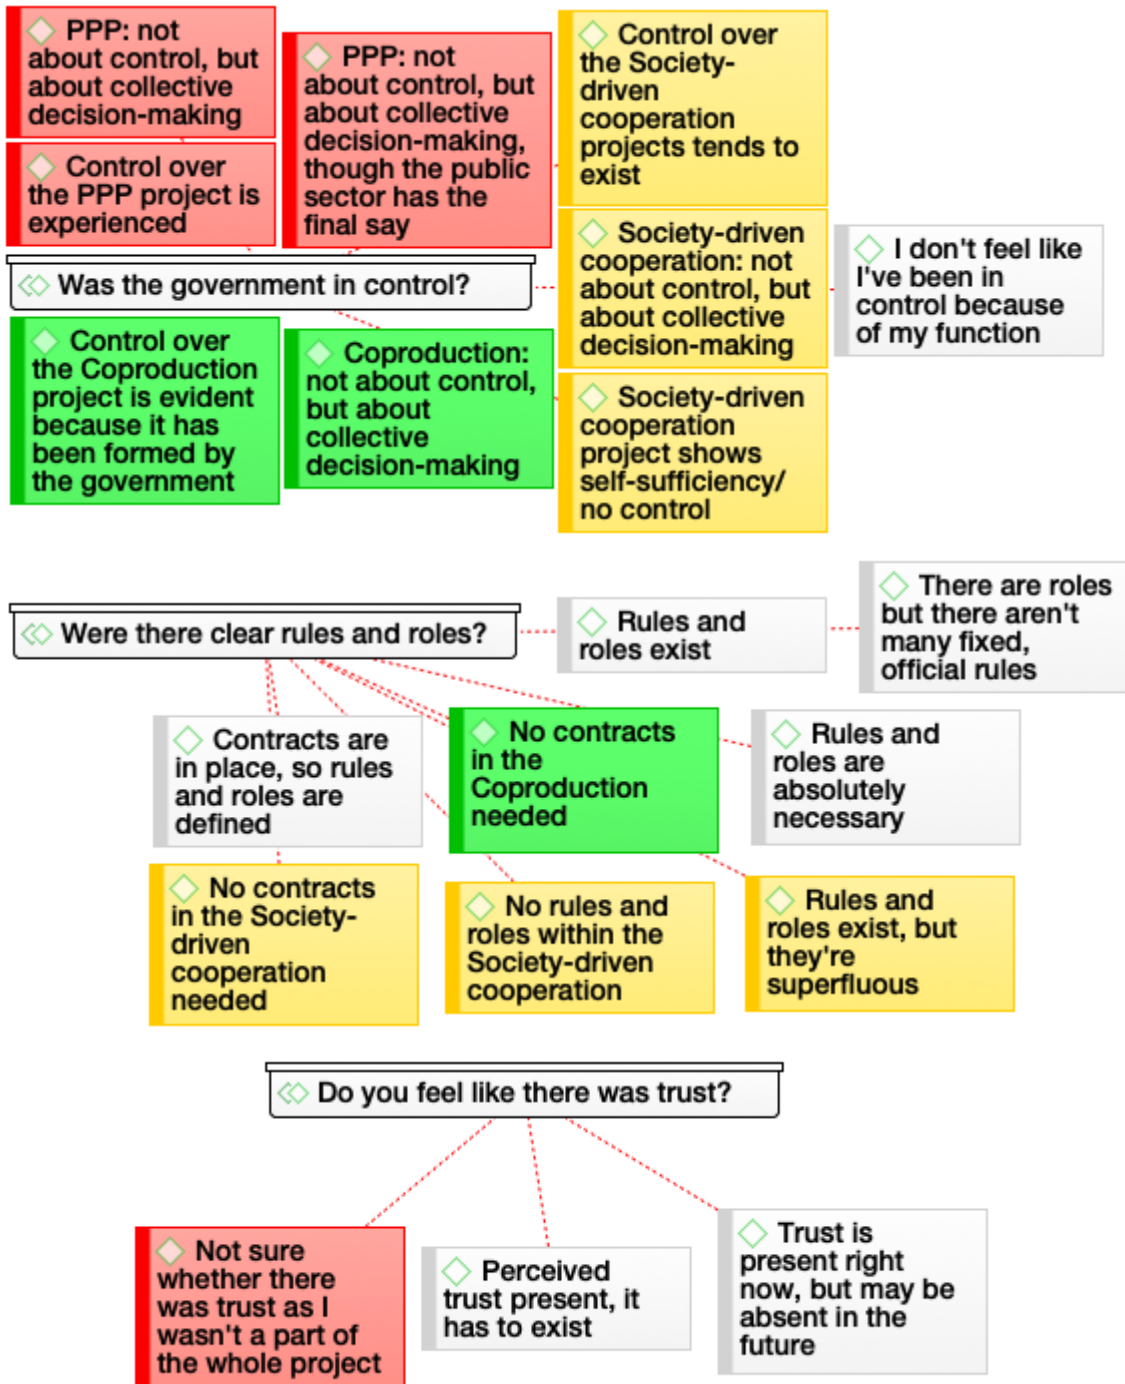 PPP: not
about control, but
about collective
decision-making
PPP: not
about control, but
about collective
decision-making,
though the public
sector has the
final say
Control over
the Society-
driven
cooperation
projects tends to
exist
Control over
the PPP project is
experienced
Society-driven
cooperation: not
about control, but
about collective
decision-making
I don't feel like
I've been in
control because
of my function
Was the government in control?
Control over
the Coproduction
project is evident
because it has
been formed by
the government
Coproduction:
not about control,
but about
collective
decision-making
Society-driven
cooperation
project shows
self-sufficiency/
no control
Were there clear rules and roles?
Rules and
roles exist
There are roles
but there aren't
many fixed,
official rules
Contracts are
in place, so rules
and roles are
defined
No contracts
in the
Coproduction
needed
Rules and
roles are
absolutely
necessary
No contracts
in the Society-
driven
cooperation
needed
No rules and
roles within the
Society-driven
cooperation
Rules and
roles exist, but
they're
superfluous
Do you feel like there was trust?
Not sure
whether there
was trust as I
wasn't a part of
the whole project
Perceived
trust present, it
has to exist
Trust is
present right
now, but may be
absent in the
future